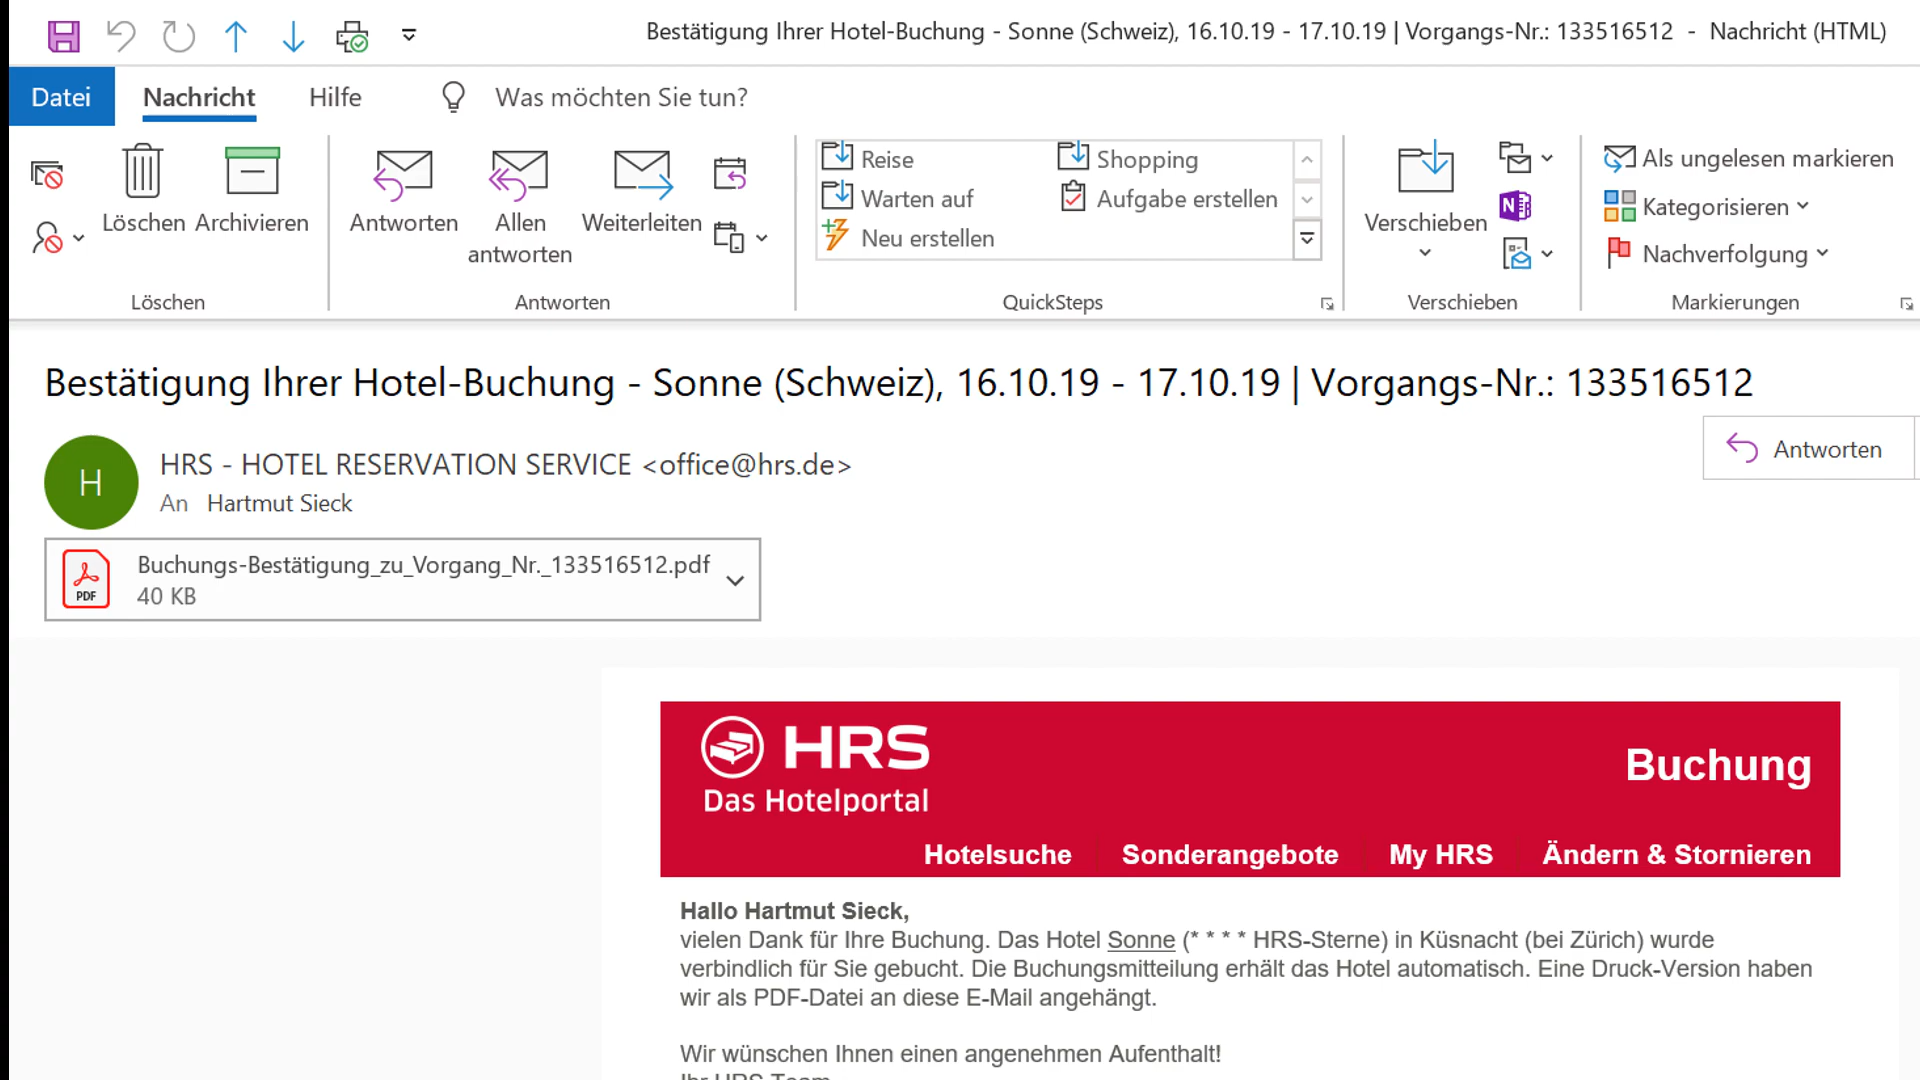 Bestätigung Ihrer Hotel-Buchung - Sonne (Schweiz), 16.10.19 - 17.10.19 | Vorgangs-Nr.: 133516512 - Nachricht (HTML)
Datei Nachricht Hilfe Was möchten Sie tun?
Löschen Archivieren
Löschen
Antworten Allen antworten Weiterleiten
Antworten
Reise Shopping
Warten auf Aufgabe erstellen
Neu erstellen
QuickSteps
Verschieben
Verschieben
Als ungelesen markieren
Kategorisieren
Nachverfolgung
Markierungen
Bestätigung Ihrer Hotel-Buchung - Sonne (Schweiz), 16.10.19 - 17.10.19 | Vorgangs-Nr.: 133516512
H
HRS - HOTEL RESERVATION SERVICE <office@hrs.de>
An Hartmut Sieck
Antworten
PDF
Buchungs-Bestätigung_zu_Vorgang_Nr._133516512.pdf
40 KB
HRS
Das Hotelportal
Buchung
Hotelsuche Sonderangebote My HRS Ändern & Stornieren
Hallo Hartmut Sieck,
vielen Dank für Ihre Buchung. Das Hotel Sonne (* * * * HRS-Sterne) in Küsnacht (bei Zürich) wurde
verbindlich für Sie gebucht. Die Buchungsmitteilung erhält das Hotel automatisch. Eine Druck-Version haben
wir als PDF-Datei an diese E-Mail angehängt.
Wir wünschen Ihnen einen angenehmen Aufenthalt!
Ihr HRS Team